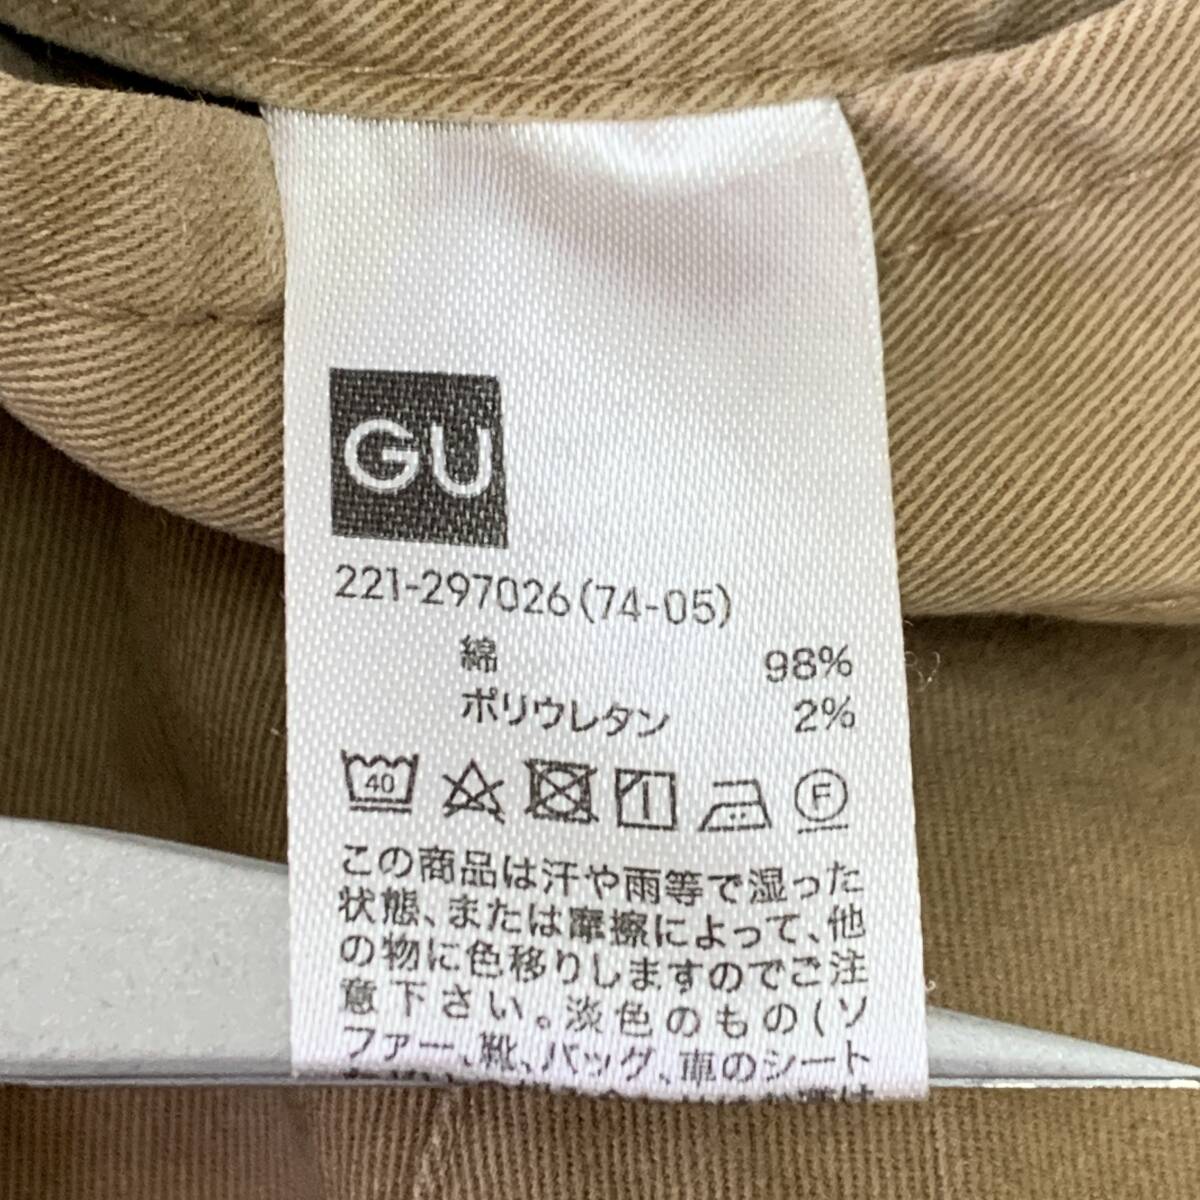 GU
221-297026(74-05)
綿 98%
ポリウレタン 2%
40 F
この商品は汗や雨等で湿った
状態、または摩擦によって、他
の物に色移りしますのでご注
意下さい。淡色のもの(ソ
ファー、靴、バッグ、車のシート